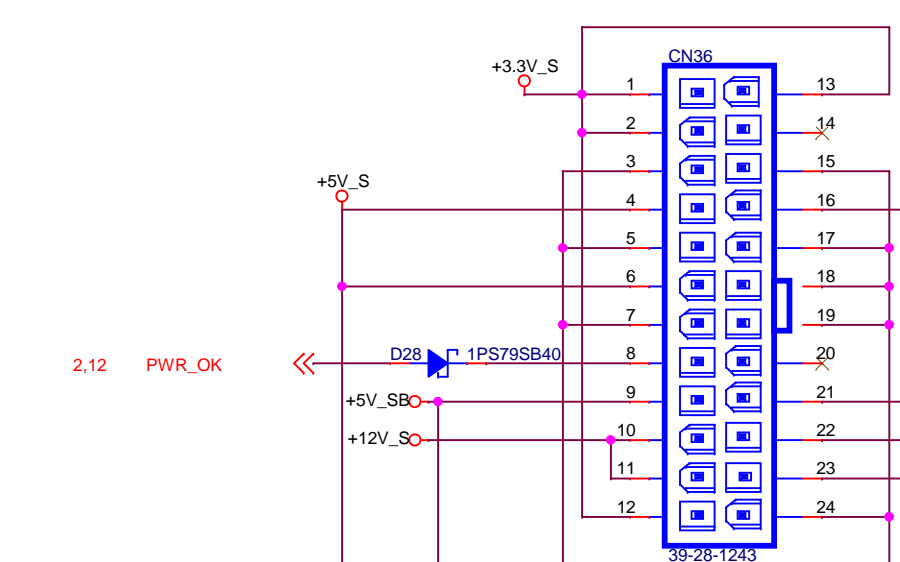 CN36
+3.3V_S
1 13
2 14
3 15
+5V_S
4 16
5 17
6 18
7 19
D28 1PS79SB40 8 20
2,12 PWR_OK
+5V_SB 9 21
+12V_S 10 22
11 23
12 24
39-28-1243